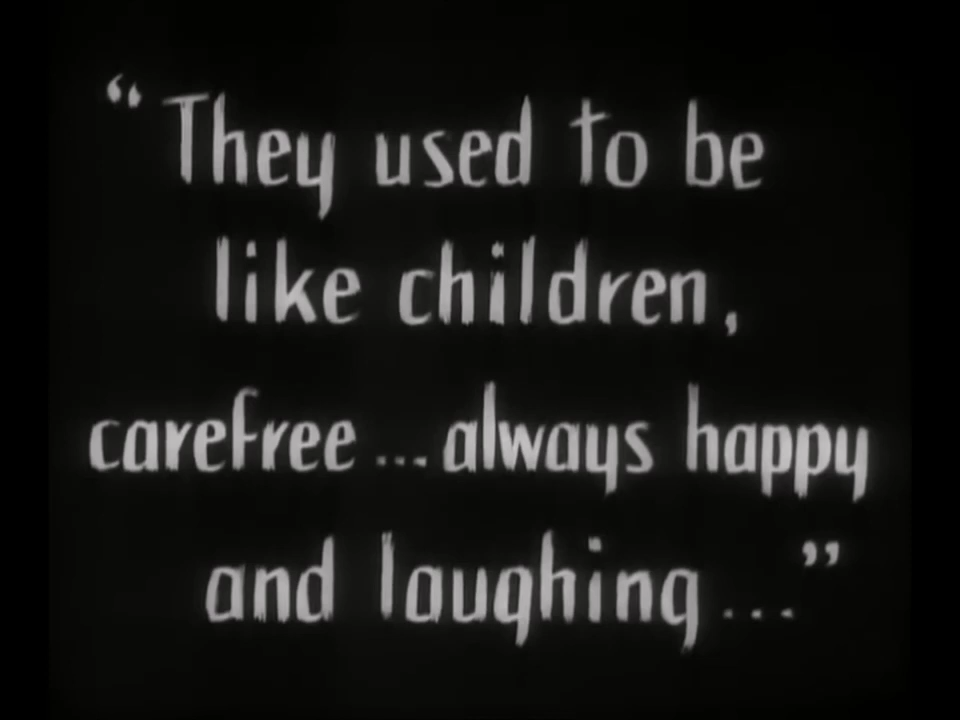 “They used to be
like children,
carefree...always happy
and laughing...”